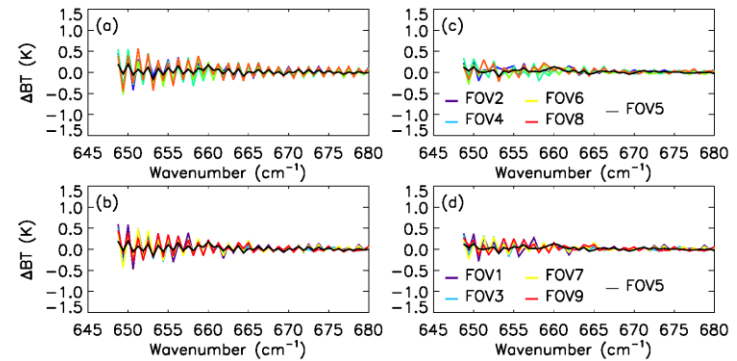 (a)
1.5
1.0
0.5
0.0
−0.5
−1.0
−1.5
ΔBT (K)
645 650 655 660 665 670 675 680
Wavenumber (cm⁻¹)
(c)
1.5
1.0
0.5
0.0
−0.5
−1.0
−1.5
FOV2 FOV6
FOV4 FOV8 FOV5
645 650 655 660 665 670 675 680
Wavenumber (cm⁻¹)
(b)
1.5
1.0
0.5
0.0
−0.5
−1.0
−1.5
ΔBT (K)
645 650 655 660 665 670 675 680
Wavenumber (cm⁻¹)
(d)
1.5
1.0
0.5
0.0
−0.5
−1.0
−1.5
FOV1 FOV7
FOV3 FOV9 FOV5
645 650 655 660 665 670 675 680
Wavenumber (cm⁻¹)